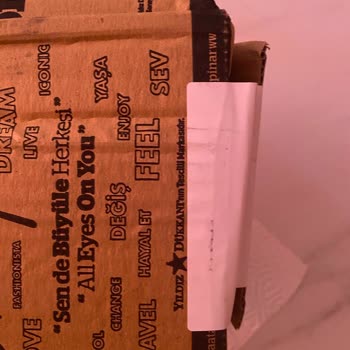 DREAM
LIVE
ICONIC
"Sen de Büyüle Herkesi"
"All Eyes On You"
YAŞA
ENJOY
FEEL
SEV
DEĞİŞ
HAYAL ET
CHANGE
FASHIONISTA
YILDIZ ★ DÜKKANI'nın Tescilli Markasıdır.